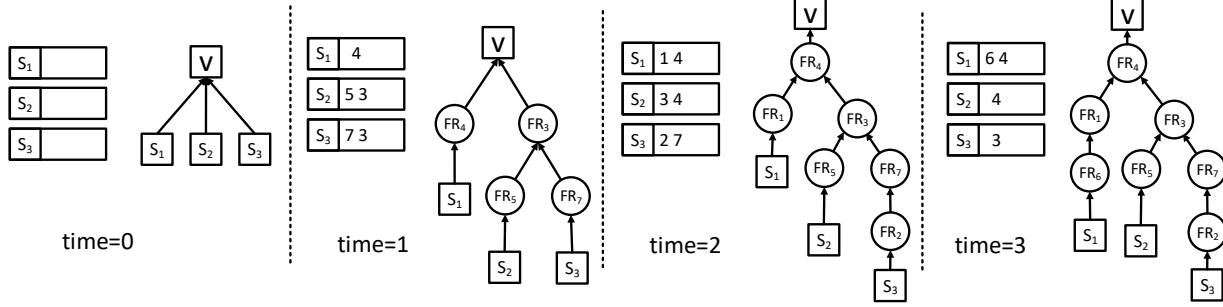 S1
S2
S3
V
S1 S2 S3
time=0
S1 4
S2 5 3
S3 7 3
V
FR4 FR3
S1 FR5 FR7
S2 S3
time=1
S1 1 4
S2 3 4
S3 2 7
V
FR4
FR1 FR3
S1 FR5 FR7
S2 FR2
S3
time=2
S1 6 4
S2 4
S3 3
V
FR4
FR1 FR3
FR6 FR5 FR7
S1 S2 FR2
S3
time=3